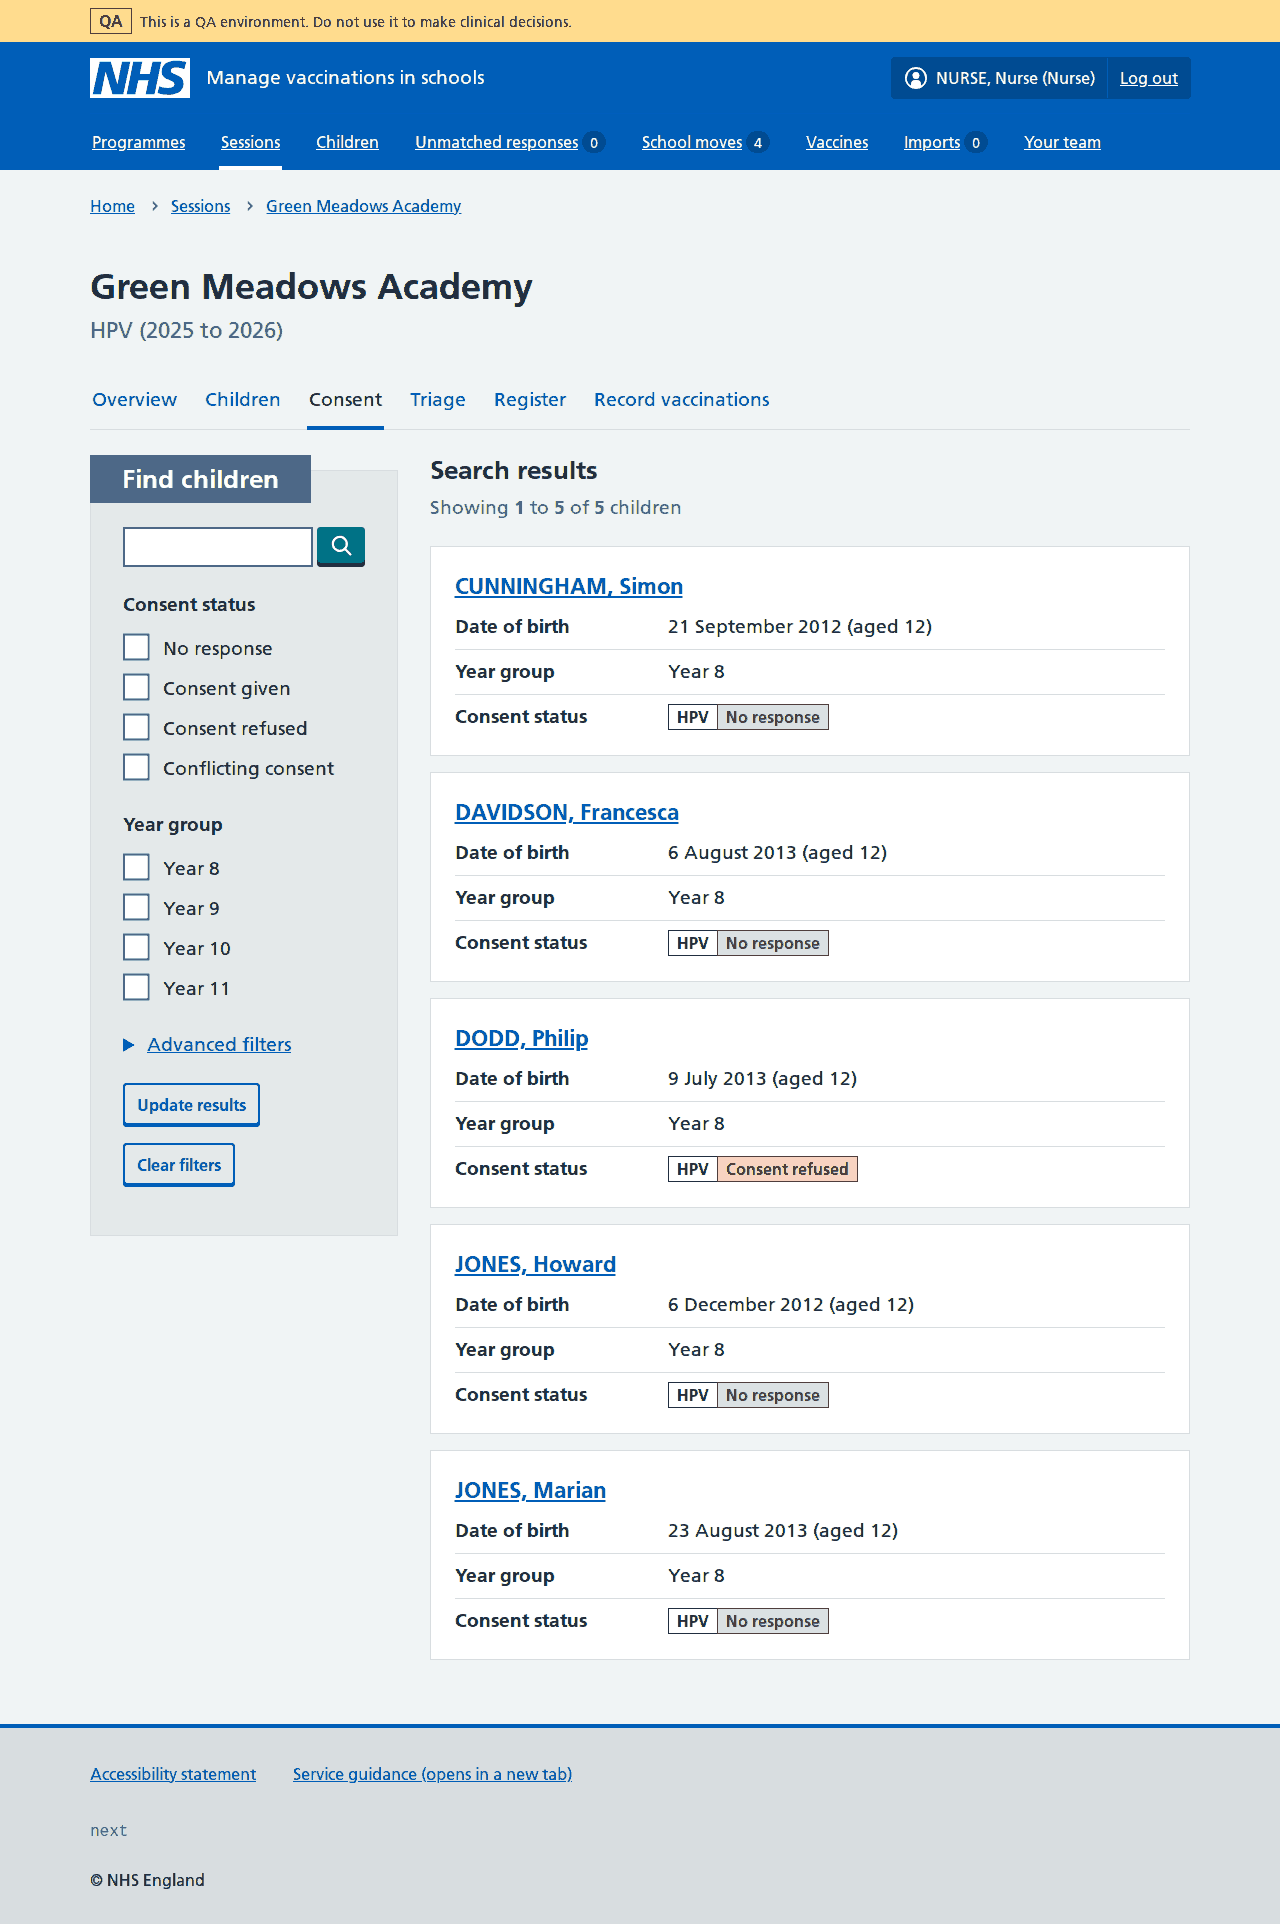 QA This is a QA environment. Do not use it to make clinical decisions.
NHS Manage vaccinations in schools NURSE, Nurse (Nurse) Log out
Programmes Sessions Children Unmatched responses 0 School moves 4 Vaccines Imports 0 Your team
Home > Sessions > Green Meadows Academy
Green Meadows Academy
HPV (2025 to 2026)
Overview Children Consent Triage Register Record vaccinations
Find children
Consent status
No response
Consent given
Consent refused
Conflicting consent
Year group
Year 8
Year 9
Year 10
Year 11
Advanced filters
Update results
Clear filters
Search results
Showing 1 to 5 of 5 children
CUNNINGHAM, Simon
Date of birth 21 September 2012 (aged 12)
Year group Year 8
Consent status HPV No response
DAVIDSON, Francesca
Date of birth 6 August 2013 (aged 12)
Year group Year 8
Consent status HPV No response
DODD, Philip
Date of birth 9 July 2013 (aged 12)
Year group Year 8
Consent status HPV Consent refused
JONES, Howard
Date of birth 6 December 2012 (aged 12)
Year group Year 8
Consent status HPV No response
JONES, Marian
Date of birth 23 August 2013 (aged 12)
Year group Year 8
Consent status HPV No response
Accessibility statement Service guidance (opens in a new tab)
next
© NHS England